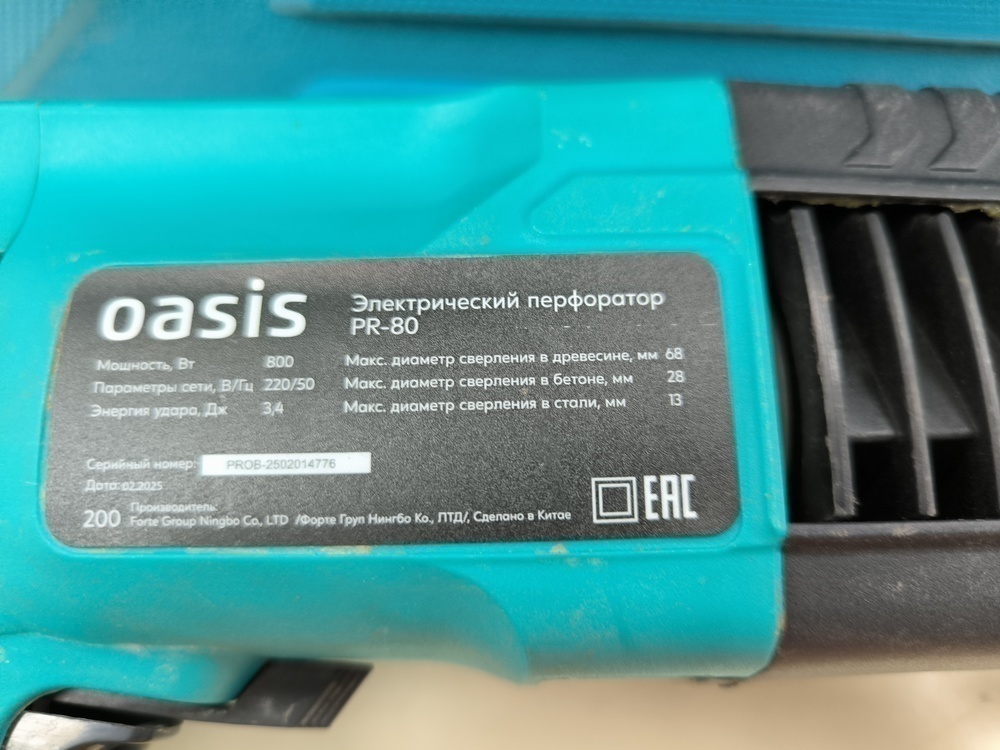 oasis
Электрический перфоратор
PR-80
Мощность, Вт 800
Параметры сети, В/Гц 220/50
Энергия удара, Дж 3,4
Макс. диаметр сверления в древесине, мм 68
Макс. диаметр сверления в бетоне, мм 28
Макс. диаметр сверления в стали, мм 13
Серийный номер: PROB-2502014776
Дата: 02.2025
200
Производитель:
Forte Group Ningbo Co., LTD /Форте Груп Нингбо Ко., ЛТД/, Сделано в Китае
EAC